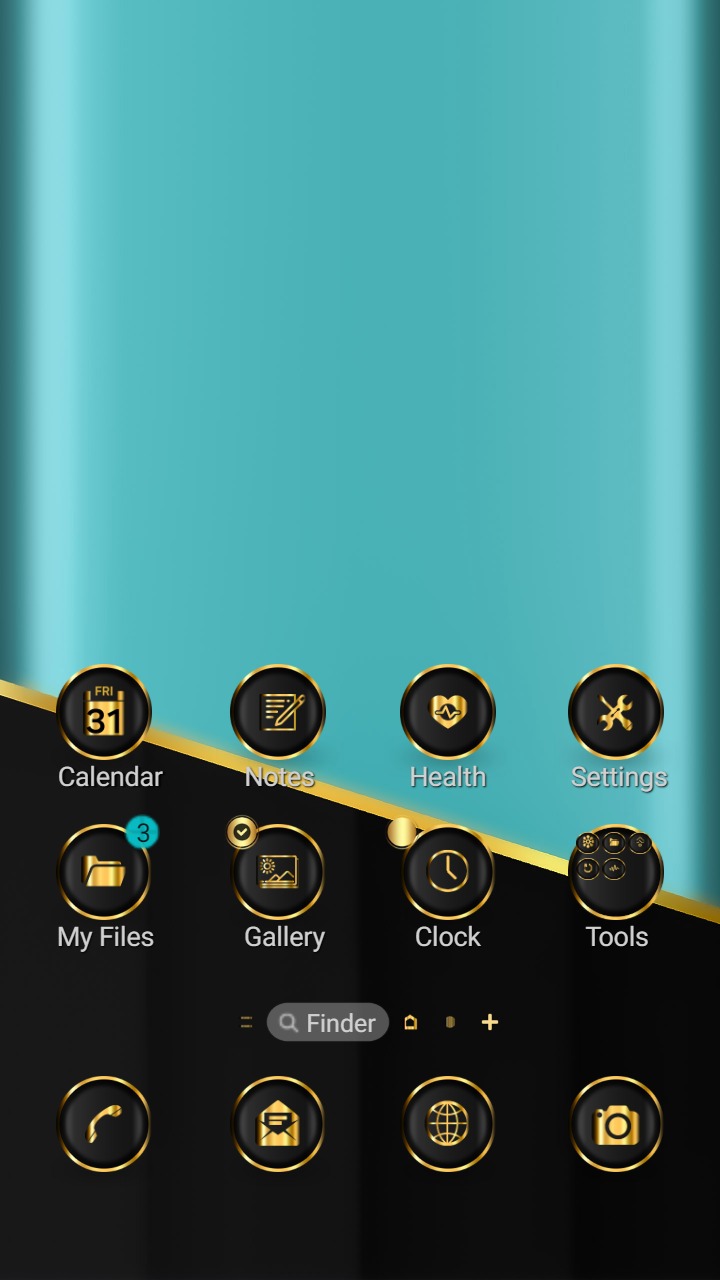 FRI
31
Calendar
Notes
Health
Settings
3
My Files
Gallery
Clock
Tools
Finder